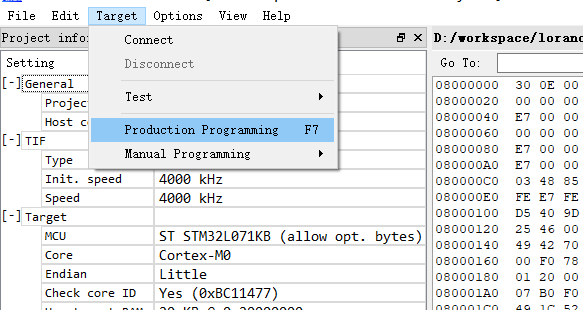 File Edit Target Options View Help
Project infor
D:/workspace/loran
Connect
Disconnect
Test
Production Programming F7
Manual Programming
Go To:
Setting
[-] General
Projec
Host c
[-] TIF
Type
Init. speed 4000 kHz
Speed 4000 kHz
[-] Target
MCU ST STM32L071KB (allow opt. bytes)
Core Cortex-M0
Endian Little
Check core ID Yes (0xBC11477)
08000000 30 0E 00
08000020 00 00 00
08000040 E7 00 00
08000060 00 00 00
08000080 E7 00 00
080000A0 E7 00 00
080000C0 03 48 85
080000E0 FE E7 FE
08000100 D5 40 9D
08000120 25 46 00
08000140 49 42 70
08000160 00 F0 78
08000180 01 20 00
080001A0 07 B0 F0